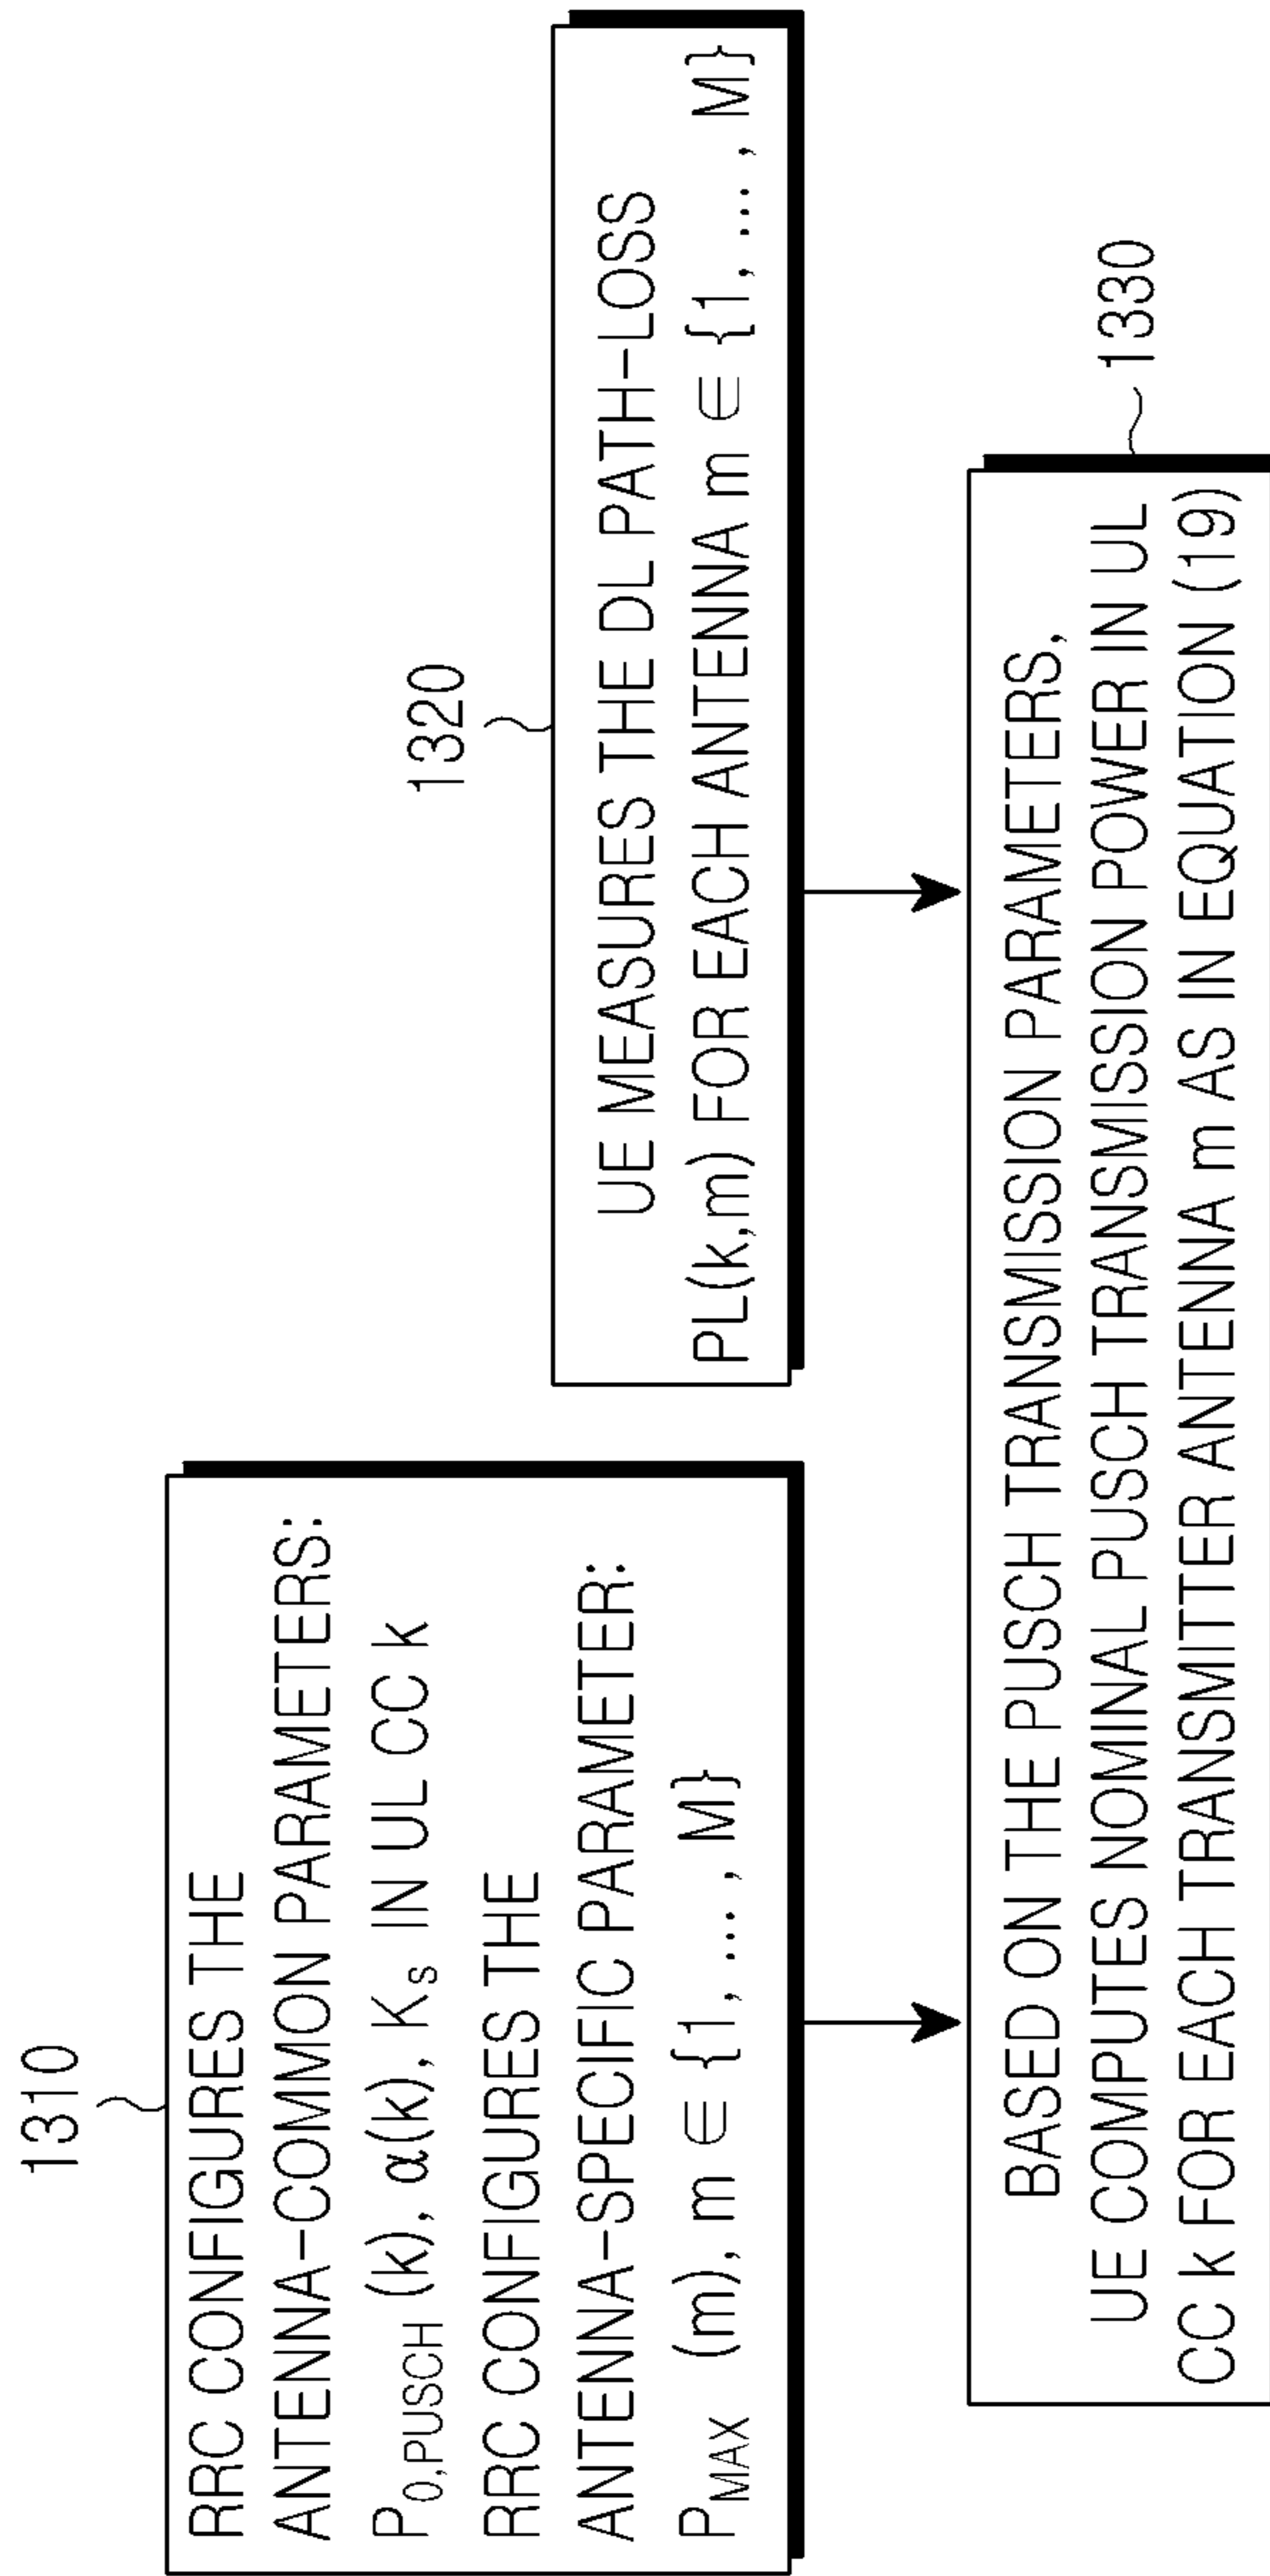 1310
RRC CONFIGURES THE
ANTENNA-COMMON PARAMETERS:
P0,PUSCH (k), α(k), Ks IN UL CC k
RRC CONFIGURES THE
ANTENNA-SPECIFIC PARAMETER:
PMAX (m), m ∈ {1, ... , M}
1320
UE MEASURES THE DL PATH-LOSS
PL(k,m) FOR EACH ANTENNA m ∈ {1, ... , M}
BASED ON THE PUSCH TRANSMISSION PARAMETERS,
UE COMPUTES NOMINAL PUSCH TRANSMISSION POWER IN UL
CC k FOR EACH TRANSMITTER ANTENNA m AS IN EQUATION (19)
1330